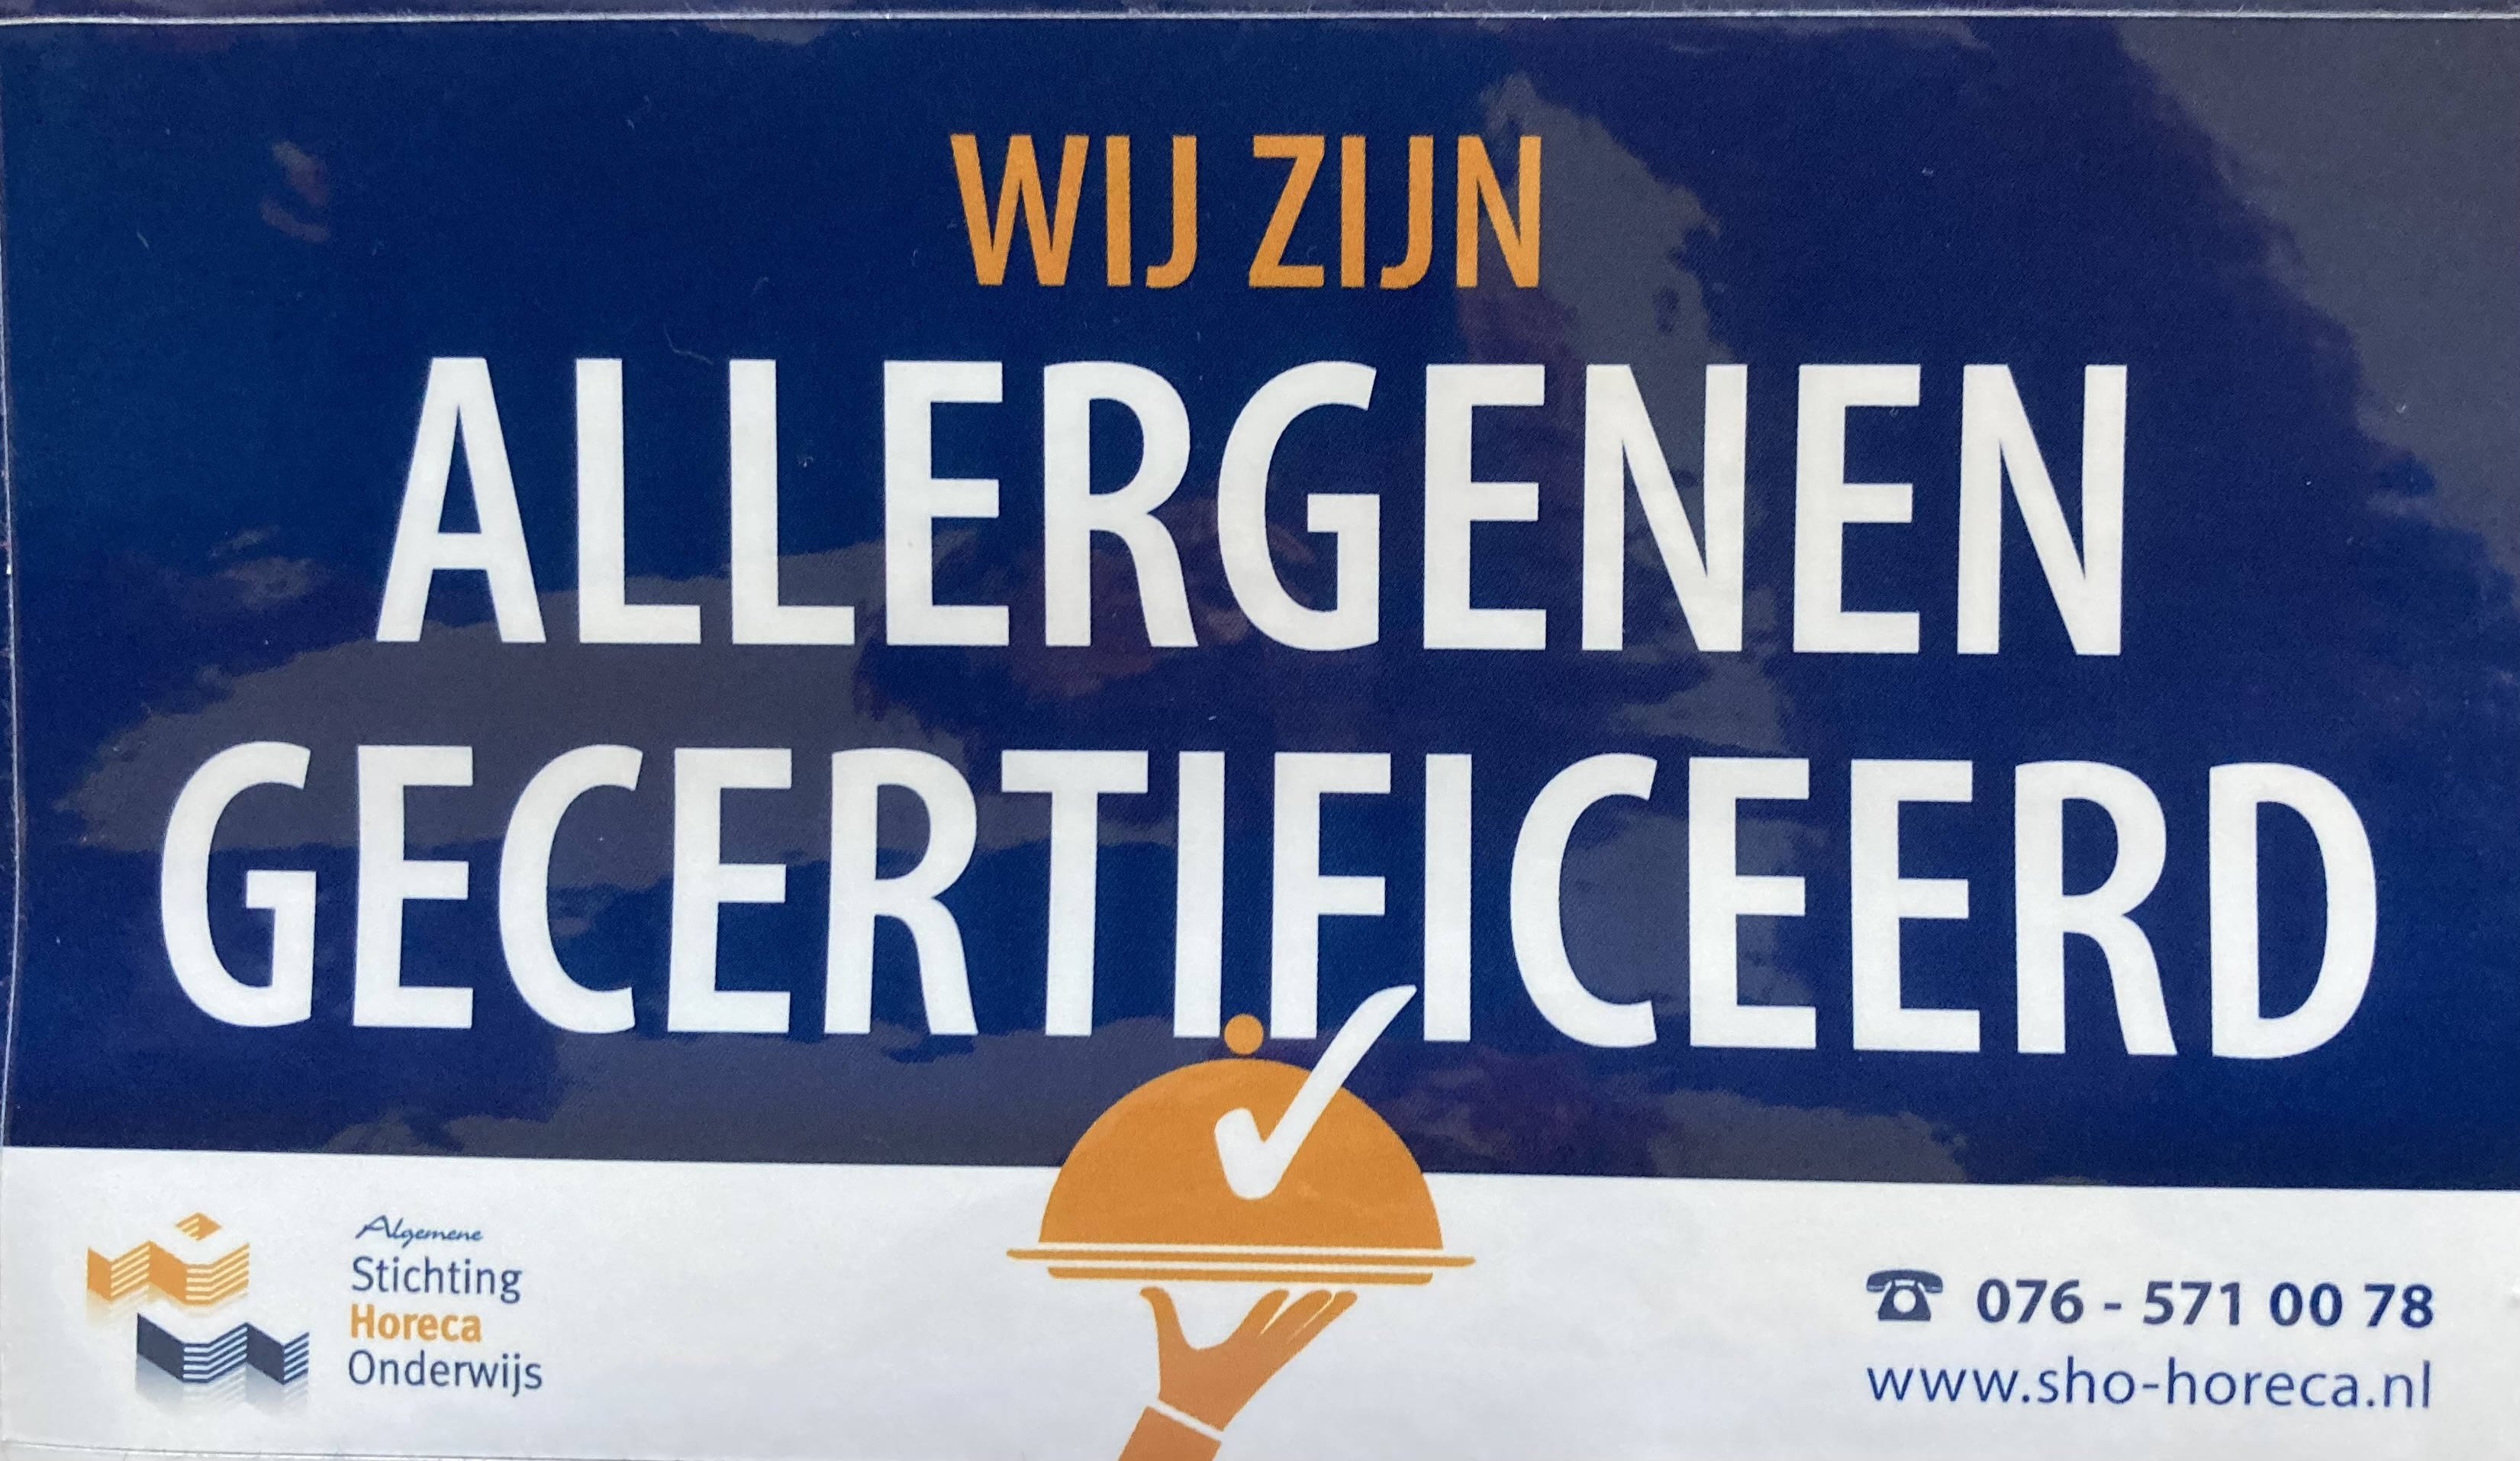 WIJ ZIJN
ALLERGENEN
GECERTIFICEERD
Algemene
Stichting
Horeca
Onderwijs
☎ 076 - 571 00 78
www.sho-horeca.nl